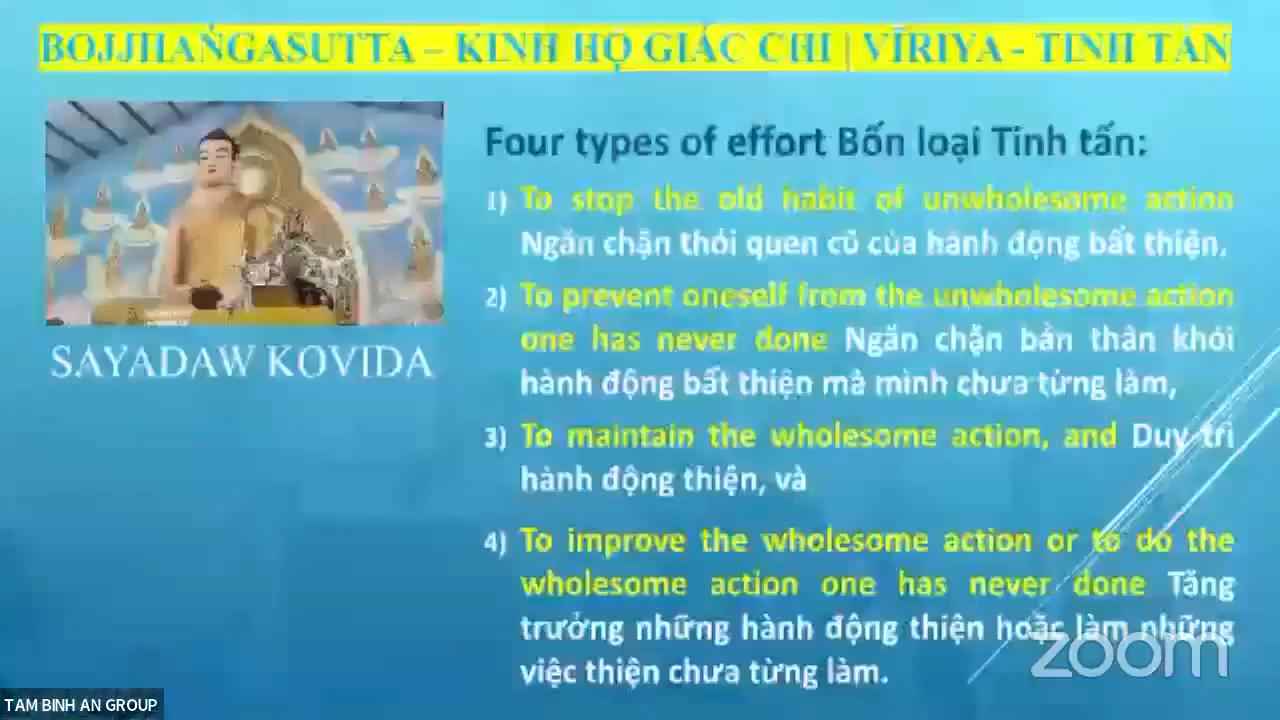 BOJJHAṄGASUTTA – KINH HỘ GIÁC CHI | VĪRIYA - TINH TẤN
Four types of effort Bốn loại Tinh tấn:
1) To stop the old habit of unwholesome action
Ngăn chặn thói quen cũ của hành động bất thiện,
2) To prevent oneself from the unwholesome action
one has never done Ngăn chặn bản thân khỏi
hành động bất thiện mà mình chưa từng làm,
3) To maintain the wholesome action, and Duy trì
hành động thiện, và
4) To improve the wholesome action or to do the
wholesome action one has never done Tăng
trưởng những hành động thiện hoặc làm những
việc thiện chưa từng làm.
SAYADAW KOVIDA
zoom
TAM BINH AN GROUP